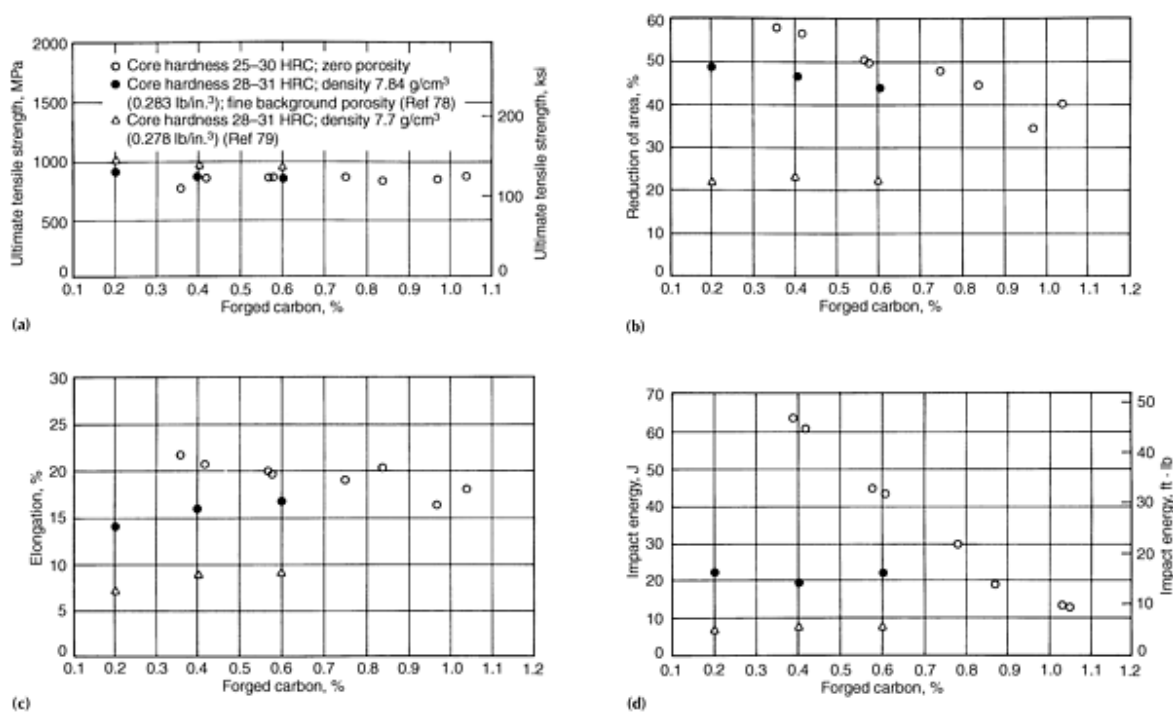 2000
1500
1000
500
0
Ultimate tensile strength, MPa
○ Core hardness 25–30 HRC; zero porosity
● Core hardness 28–31 HRC; density 7.84 g/cm³
(0.283 lb/in.³); fine background porosity (Ref 78)
△ Core hardness 28–31 HRC; density 7.7 g/cm³
(0.278 lb/in.³) (Ref 79)
200
100
0
Ultimate tensile strength, ksi
0.1 0.2 0.3 0.4 0.5 0.6 0.7 0.8 0.9 1.0 1.1
Forged carbon, %
(a)
60
50
40
30
20
10
0
Reduction of area, %
0.1 0.2 0.3 0.4 0.5 0.6 0.7 0.8 0.9 1.0 1.1 1.2
Forged carbon, %
(b)
30
25
20
15
10
5
0
Elongation, %
0.1 0.2 0.3 0.4 0.5 0.6 0.7 0.8 0.9 1.0 1.1 1.2
Forged carbon, %
(c)
70
60
50
40
30
20
10
0
Impact energy, J
50
40
30
20
10
0
Impact energy, ft · lb
0.1 0.2 0.3 0.4 0.5 0.6 0.7 0.8 0.9 1.0 1.1 1.2
Forged carbon, %
(d)